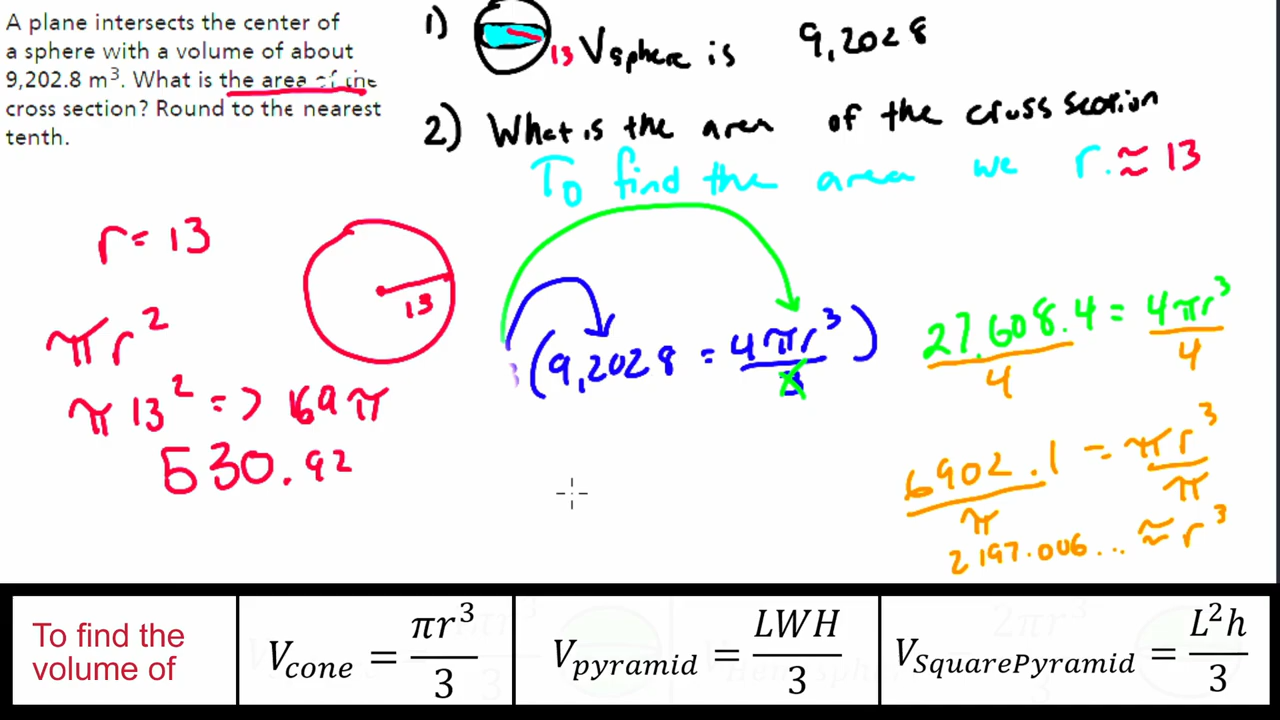 A plane intersects the center of
a sphere with a volume of about
9,202.8 m³. What is the area of the
cross section? Round to the nearest
tenth.
1) 13 Vsphere is 9,2028
2) What is the area of the cross section
To find the area we r. ≈ 13
r = 13
13
πr²
π13² => 169π
530.92
3 (9,2028 = 4πr³/3)
27,608.4/4 = 4πr³/4
6902.1/π = πr³/π
2197.006... ≈ r³
To find the
volume of
V_cone = πr³/3
V_pyramid = LWH/3
V_SquarePyramid = L²h/3